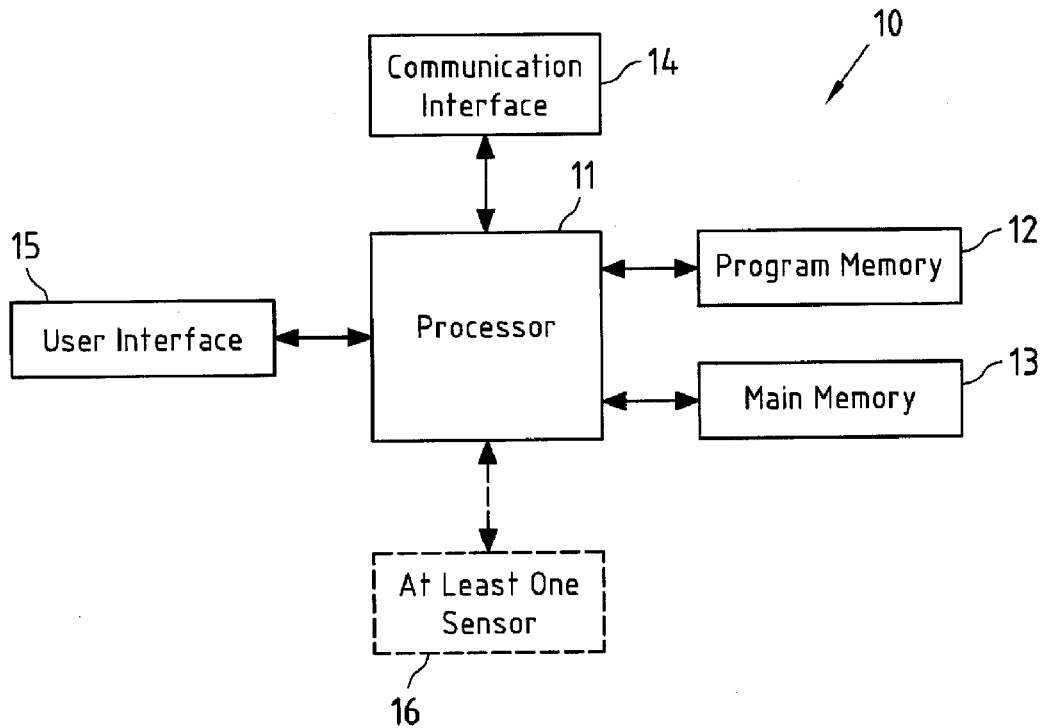 10
Communication
Interface
14
11
15
Program Memory
12
User Interface
Processor
Main Memory
13
At Least One
Sensor
16